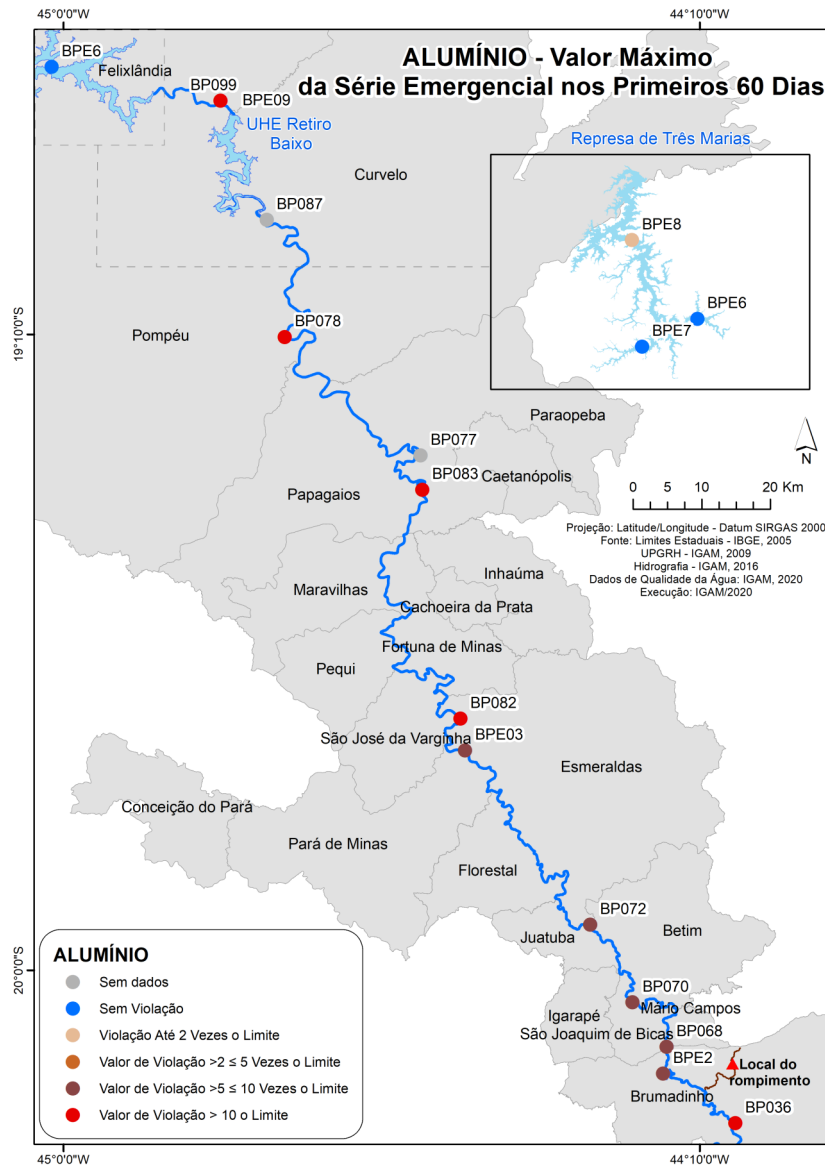 45°0'0"W
44°10'0"W
ALUMÍNIO - Valor Máximo
da Série Emergencial nos Primeiros 60 Dias
BPE6
Felixlândia
BP099
BPE09
UHE Retiro
Baixo
Represa de Três Marias
Curvelo
BP087
BPE8
BPE6
BPE7
19°10'0"S
Pompéu
BP078
Paraopeba
BP077
Caetanópolis
BP083
Papagaios
N
0 5 10 20 Km
Projeção: Latitude/Longitude - Datum SIRGAS 2000
Fonte: Limites Estaduais - IBGE, 2005
UPGRH - IGAM, 2009
Hidrografia - IGAM, 2016
Dados de Qualidade da Água: IGAM, 2020
Execução: IGAM/2020
Inhaúma
Maravilhas
Cachoeira da Prata
Fortuna de Minas
Pequi
BP082
São José da Varginha
BPE03
Esmeraldas
Conceição do Pará
Pará de Minas
Florestal
BP072
Juatuba
Betim
20°0'0"S
BP070
Mário Campos
Igarapé
São Joaquim de Bicas
BP068
BPE2
Local do
rompimento
Brumadinho
BP036
ALUMÍNIO
Sem dados
Sem Violação
Violação Até 2 Vezes o Limite
Valor de Violação >2 ≤ 5 Vezes o Limite
Valor de Violação >5 ≤ 10 Vezes o Limite
Valor de Violação > 10 o Limite
45°0'0"W
44°10'0"W